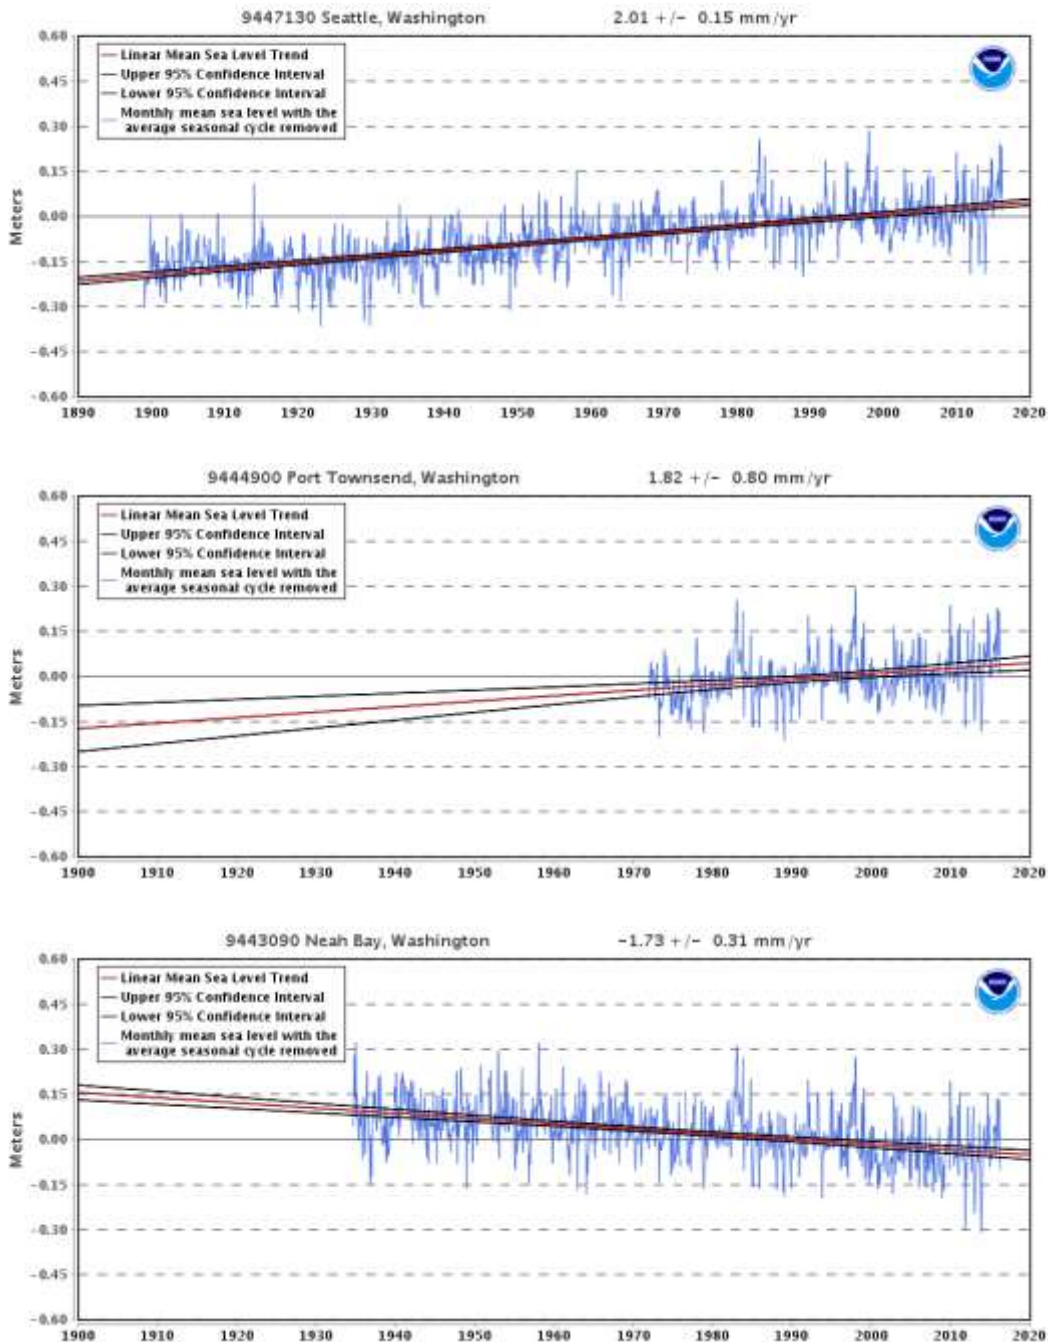 9447130 Seattle, Washington 2.01 +/- 0.15 mm/yr
0.60
Linear Mean Sea Level Trend
Upper 95% Confidence Interval
Lower 95% Confidence Interval
Monthly mean sea level with the
average seasonal cycle removed
0.45
0.30
0.15
0.00
-0.15
-0.30
-0.45
-0.60
Meters
1890 1900 1910 1920 1930 1940 1950 1960 1970 1980 1990 2000 2010 2020
9444900 Port Townsend, Washington 1.82 +/- 0.80 mm/yr
0.60
Linear Mean Sea Level Trend
Upper 95% Confidence Interval
Lower 95% Confidence Interval
Monthly mean sea level with the
average seasonal cycle removed
0.45
0.30
0.15
0.00
-0.15
-0.30
-0.45
-0.60
Meters
1900 1910 1920 1930 1940 1950 1960 1970 1980 1990 2000 2010 2020
9443090 Neah Bay, Washington -1.73 +/- 0.31 mm/yr
0.60
Linear Mean Sea Level Trend
Upper 95% Confidence Interval
Lower 95% Confidence Interval
Monthly mean sea level with the
average seasonal cycle removed
0.45
0.30
0.15
0.00
-0.15
-0.30
-0.45
-0.60
Meters
1900 1910 1920 1930 1940 1950 1960 1970 1980 1990 2000 2010 2020